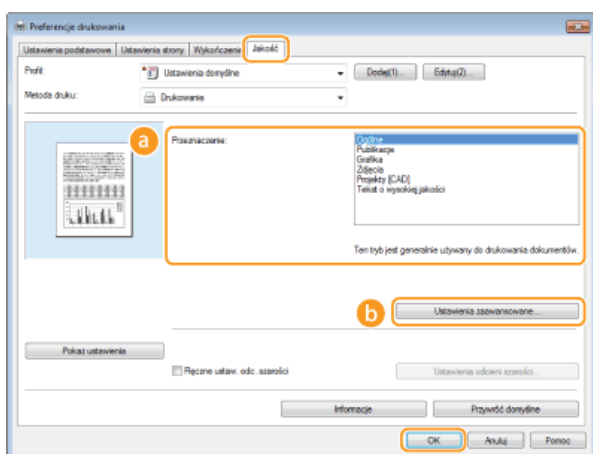 Preferencje drukowania
Ustawienia podstawowe Ustawienia strony Wykończenie Jakość
Profil: Ustawienia domyślne Dodaj(1)... Edytuj(2)...
Metoda druku: Drukowanie
a Przeznaczenie: Ogólne
Publikacje
Grafika
Zdjęcia
Projekty [CAD]
Tekst o wysokiej jakości
Ten tryb jest generalnie używany do drukowania dokumentów.
b Ustawienia zaawansowane...
Pokaż ustawienia
Ręczne ustaw. odc. szarości Ustawienia odcieni szarości...
Informacje Przywróć domyślne
OK Anuluj Pomoc